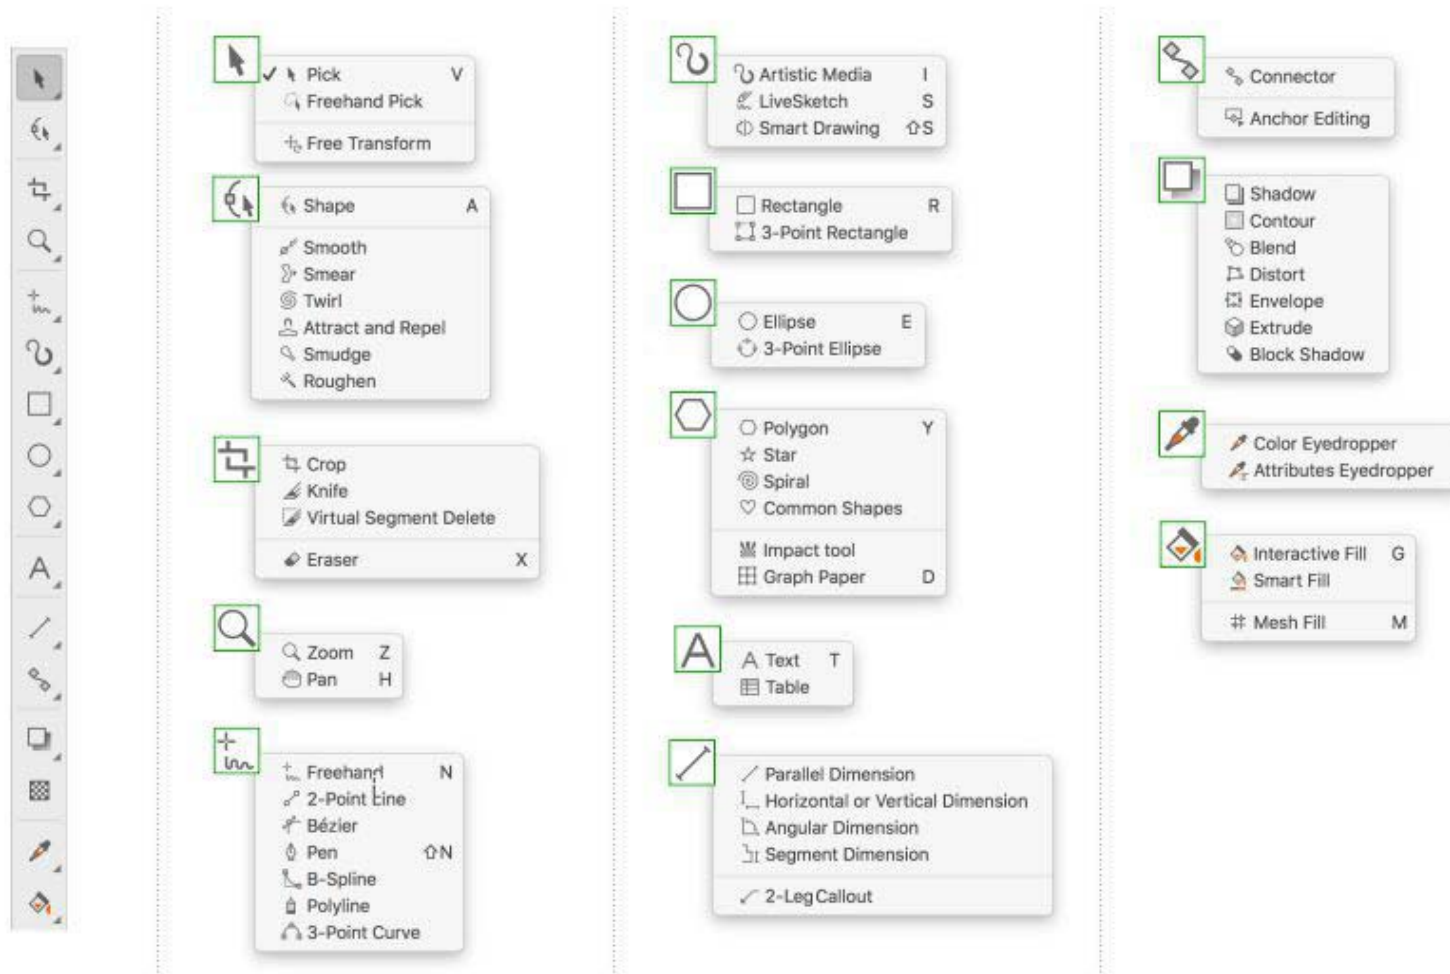 Pick V
Freehand Pick
Free Transform
Shape A
Smooth
Smear
Twirl
Attract and Repel
Smudge
Roughen
Crop
Knife
Virtual Segment Delete
Eraser X
Zoom Z
Pan H
Freehand N
2-Point Line
Bézier
Pen ⇧N
B-Spline
Polyline
3-Point Curve
Artistic Media I
LiveSketch S
Smart Drawing ⇧S
Rectangle R
3-Point Rectangle
Ellipse E
3-Point Ellipse
Polygon Y
Star
Spiral
Common Shapes
Impact tool
Graph Paper D
Text T
Table
Parallel Dimension
Horizontal or Vertical Dimension
Angular Dimension
Segment Dimension
2-Leg Callout
Connector
Anchor Editing
Shadow
Contour
Blend
Distort
Envelope
Extrude
Block Shadow
Color Eyedropper
Attributes Eyedropper
Interactive Fill G
Smart Fill
Mesh Fill M